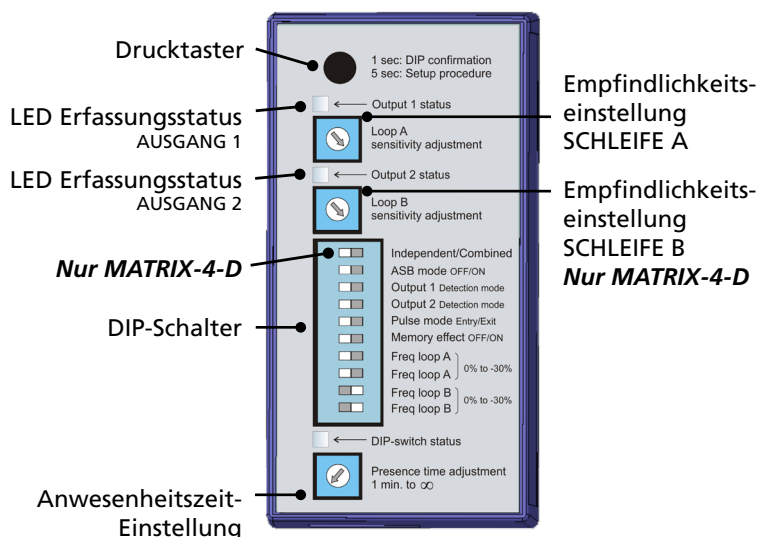 Drucktaster
1 sec: DIP confirmation
5 sec: Setup procedure
LED Erfassungsstatus
AUSGANG 1
Output 1 status
Loop A
sensitivity adjustment
Empfindlichkeits-
einstellung
SCHLEIFE A
LED Erfassungsstatus
AUSGANG 2
Output 2 status
Loop B
sensitivity adjustment
Empfindlichkeits-
einstellung
SCHLEIFE B
Nur MATRIX-4-D
Nur MATRIX-4-D
DIP-Schalter
Independent/Combined
ASB mode OFF/ON
Output 1 Detection mode
Output 2 Detection mode
Pulse mode Entry/Exit
Memory effect OFF/ON
Freq loop A
Freq loop A
0% to -30%
Freq loop B
Freq loop B
0% to -30%
DIP-switch status
Presence time adjustment
1 min. to ∞
Anwesenheitszeit-
Einstellung